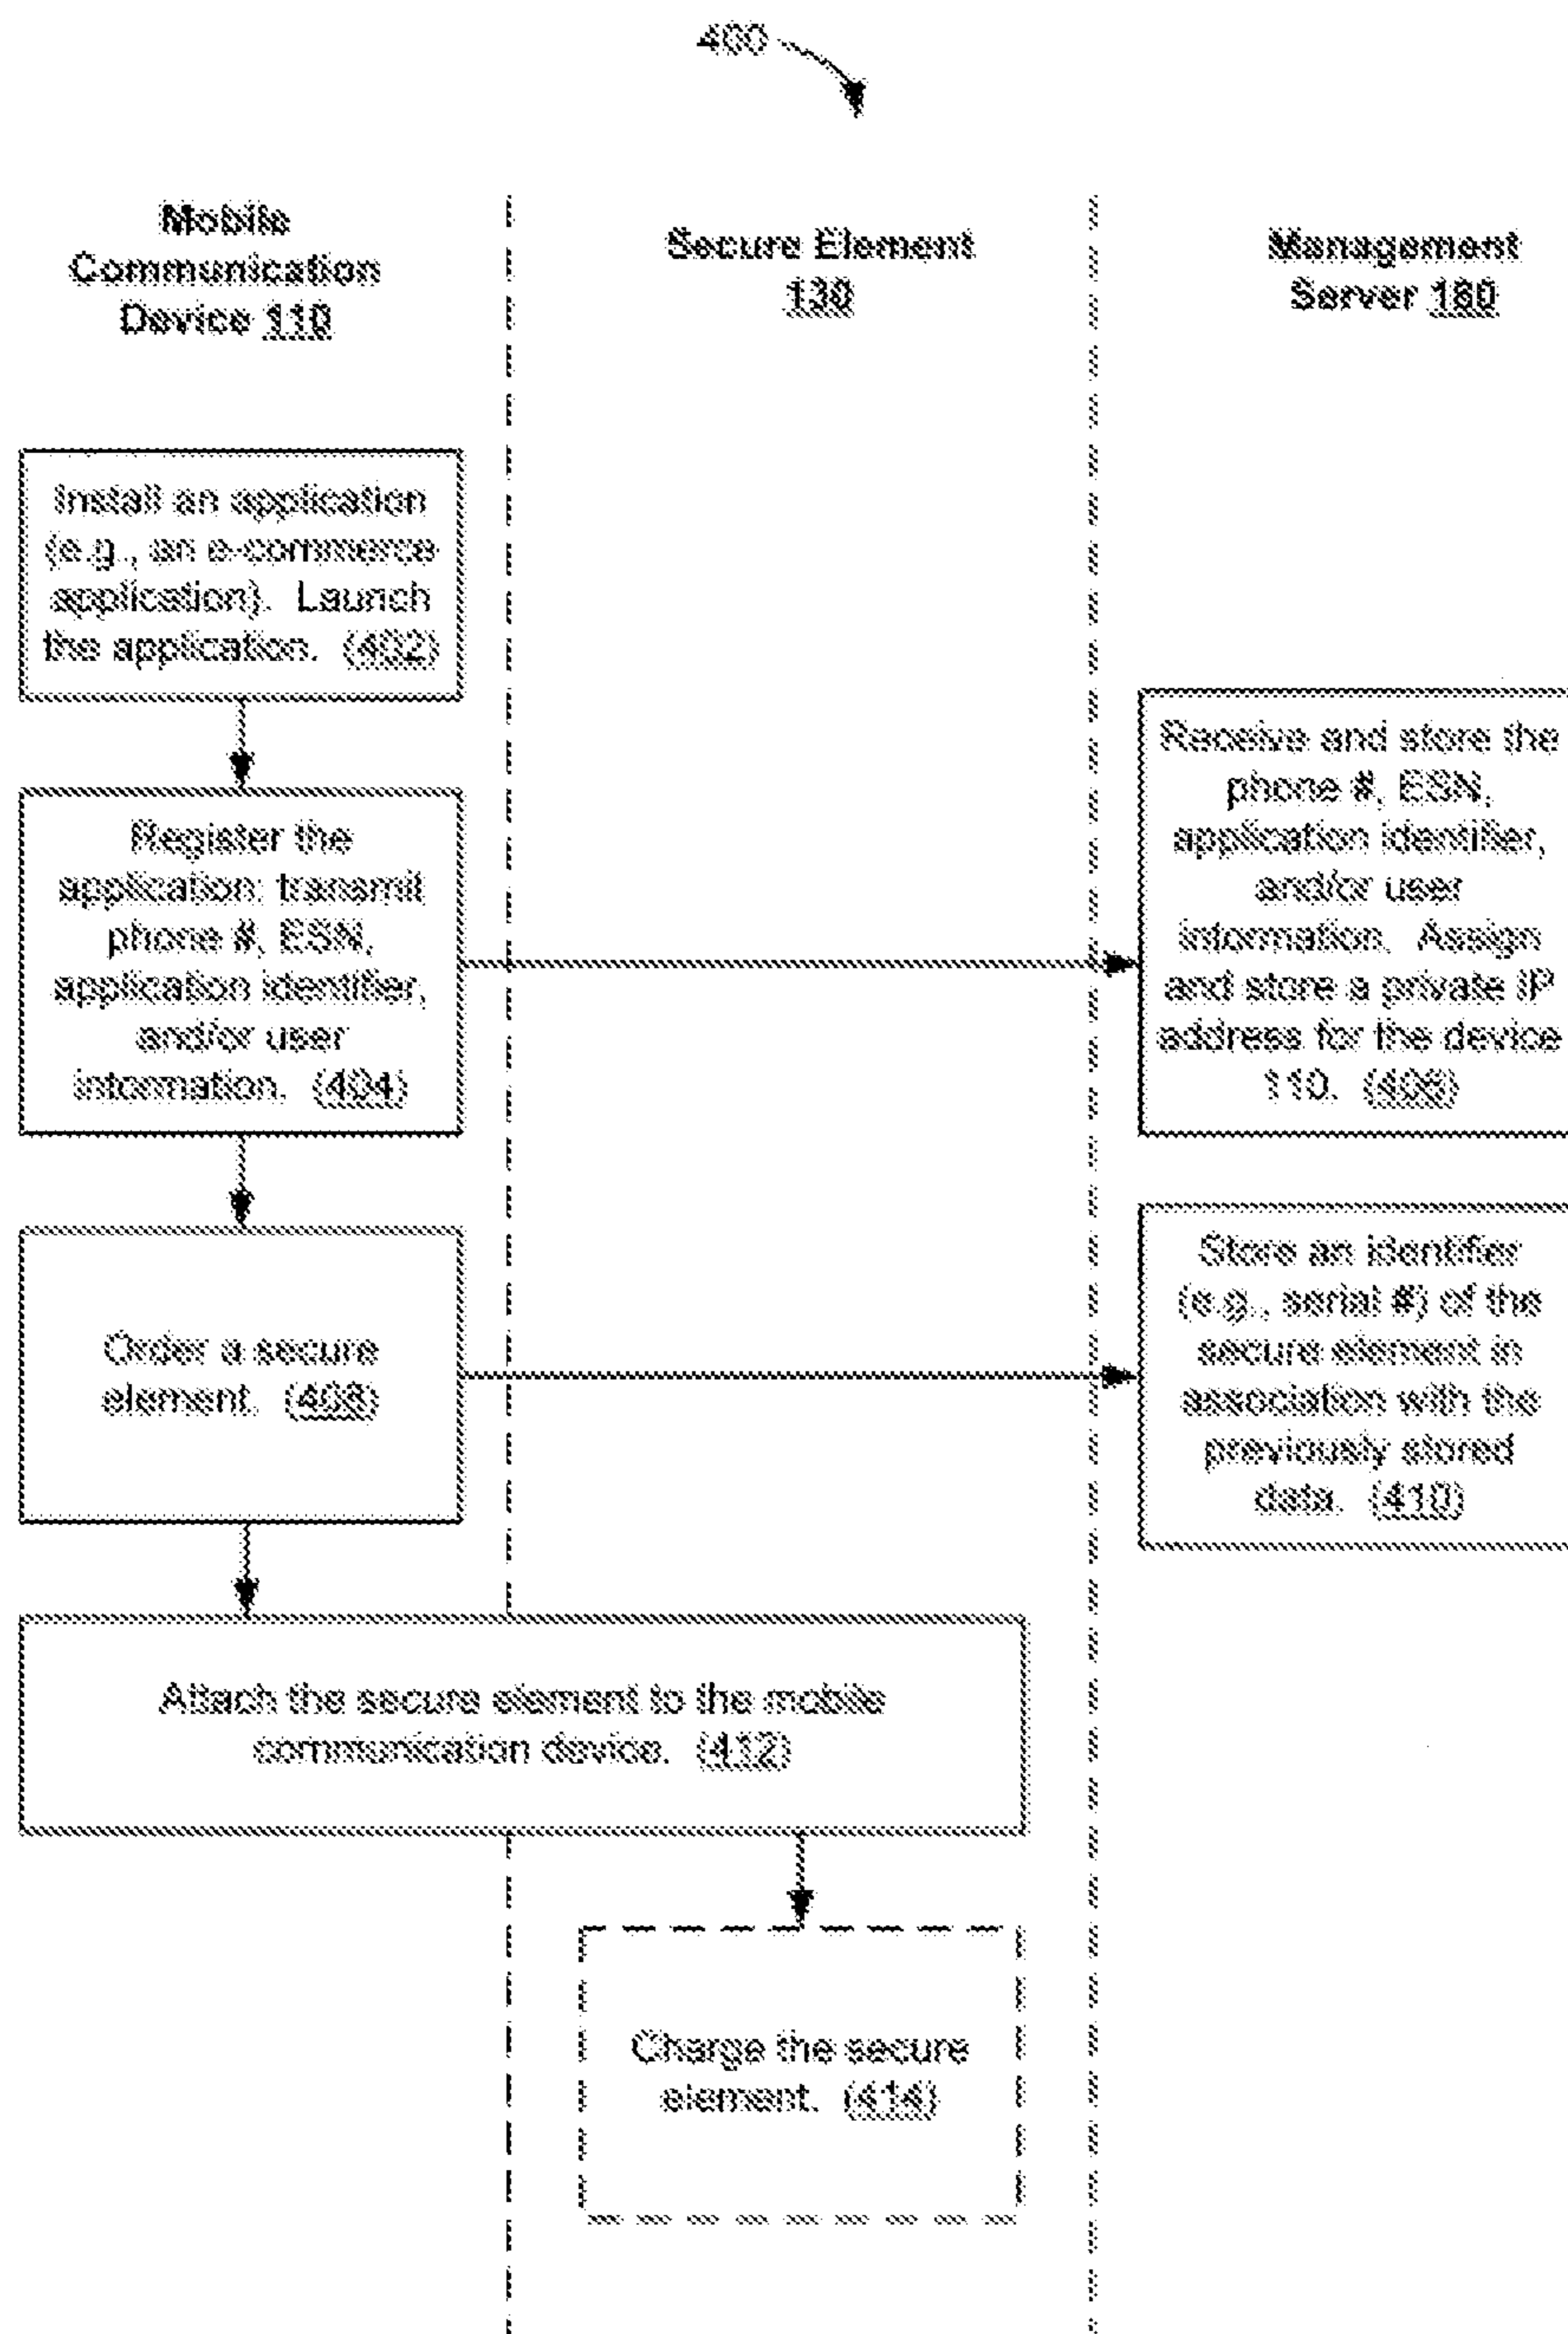 400
Mobile
Communication
Device 110
Secure Element
130
Management
Server 180
Install an application
(e.g., an e-commerce
application). Launch
the application. (402)
Register the
application: transmit
phone #, ESN,
application identifier,
and/or user
information. (404)
Receive and store the
phone #, ESN,
application identifier,
and/or user
information. Assign
and store a private IP
address for the device
110. (406)
Order a secure
element. (408)
Store an identifier
(e.g., serial #) of the
secure element in
association with the
previously stored
data. (410)
Attach the secure element to the mobile
communication device. (412)
Charge the secure
element. (414)